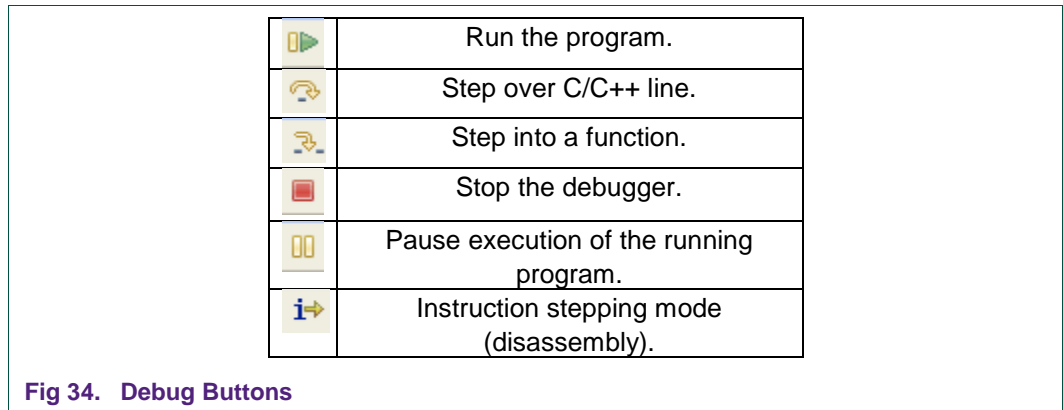 Run the program.
Step over C/C++ line.
Step into a function.
Stop the debugger.
Pause execution of the running
program.
i
Instruction stepping mode
(disassembly).
Fig 34. Debug Buttons